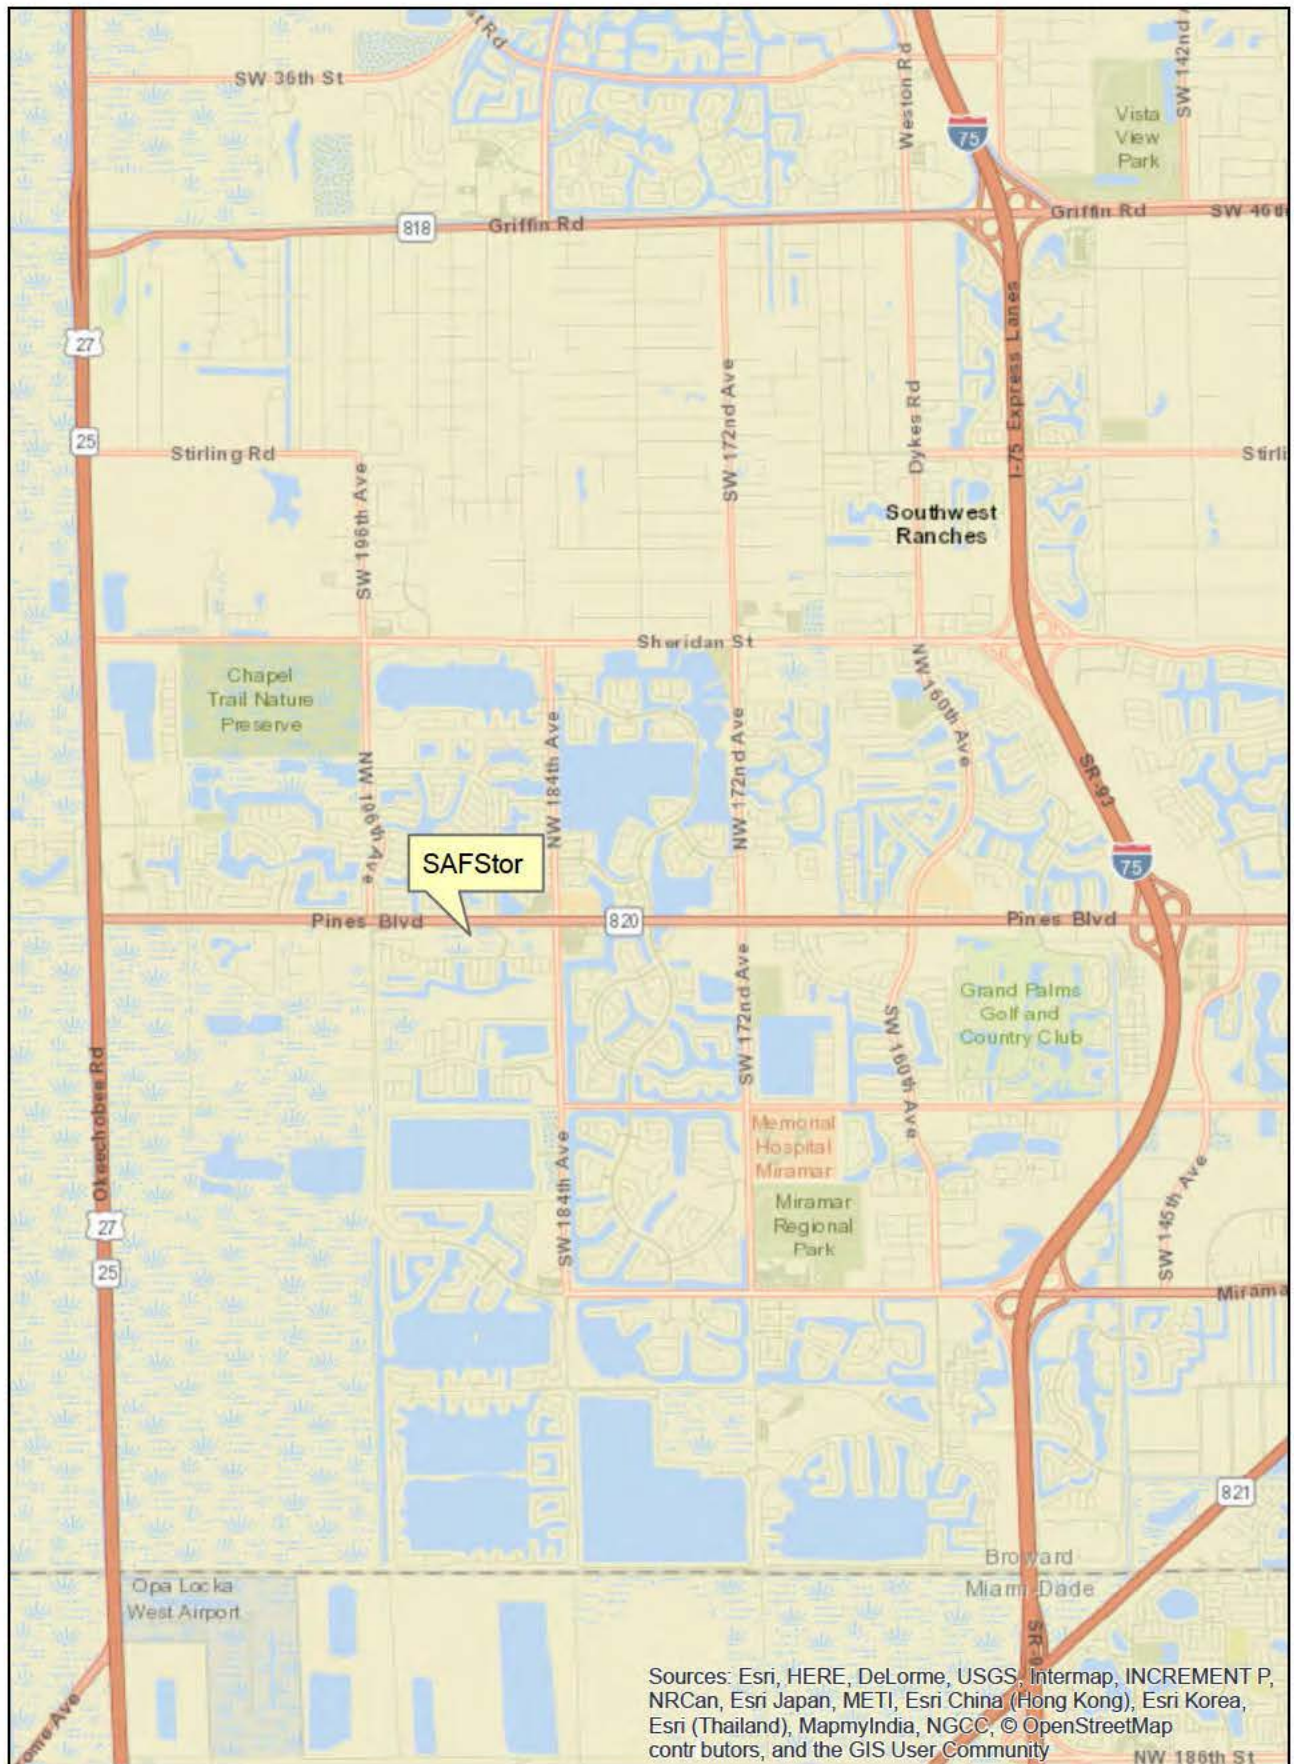 SW 36th St
Weston Rd
SW 142nd
75
Vista
View
Park
818
Griffin Rd
Griffin Rd
SW 46th
27
I-75 Express Lanes
25
Stirling Rd
SW 196th Ave
SW 172nd Ave
Dykes Rd
Stirli
Southwest
Ranches
Sheridan St
Chapel
Trail Nature
Preserve
NW 196th Ave
NW 184th Ave
NW 172nd Ave
NW 160th Ave
SR-93
SAFStor
75
Pines Blvd
820
Pines Blvd
SW 172nd Ave
Grand Palms
Golf and
Country Club
SW 160th Ave
Okeechobee Rd
Memorial
Hospital
Miramar
SW 184th Ave
Miramar
Regional
Park
SW 145th Ave
27
25
Mirama
821
Broward
Miami-Dade
Opa Locka
West Airport
ome Ave
Sources: Esri, HERE, DeLorme, USGS, Intermap, INCREMENT P,
NRCan, Esri Japan, METI, Esri China (Hong Kong), Esri Korea,
Esri (Thailand), MapmyIndia, NGCC, © OpenStreetMap
contr butors, and the GIS User Community
NW 186th St